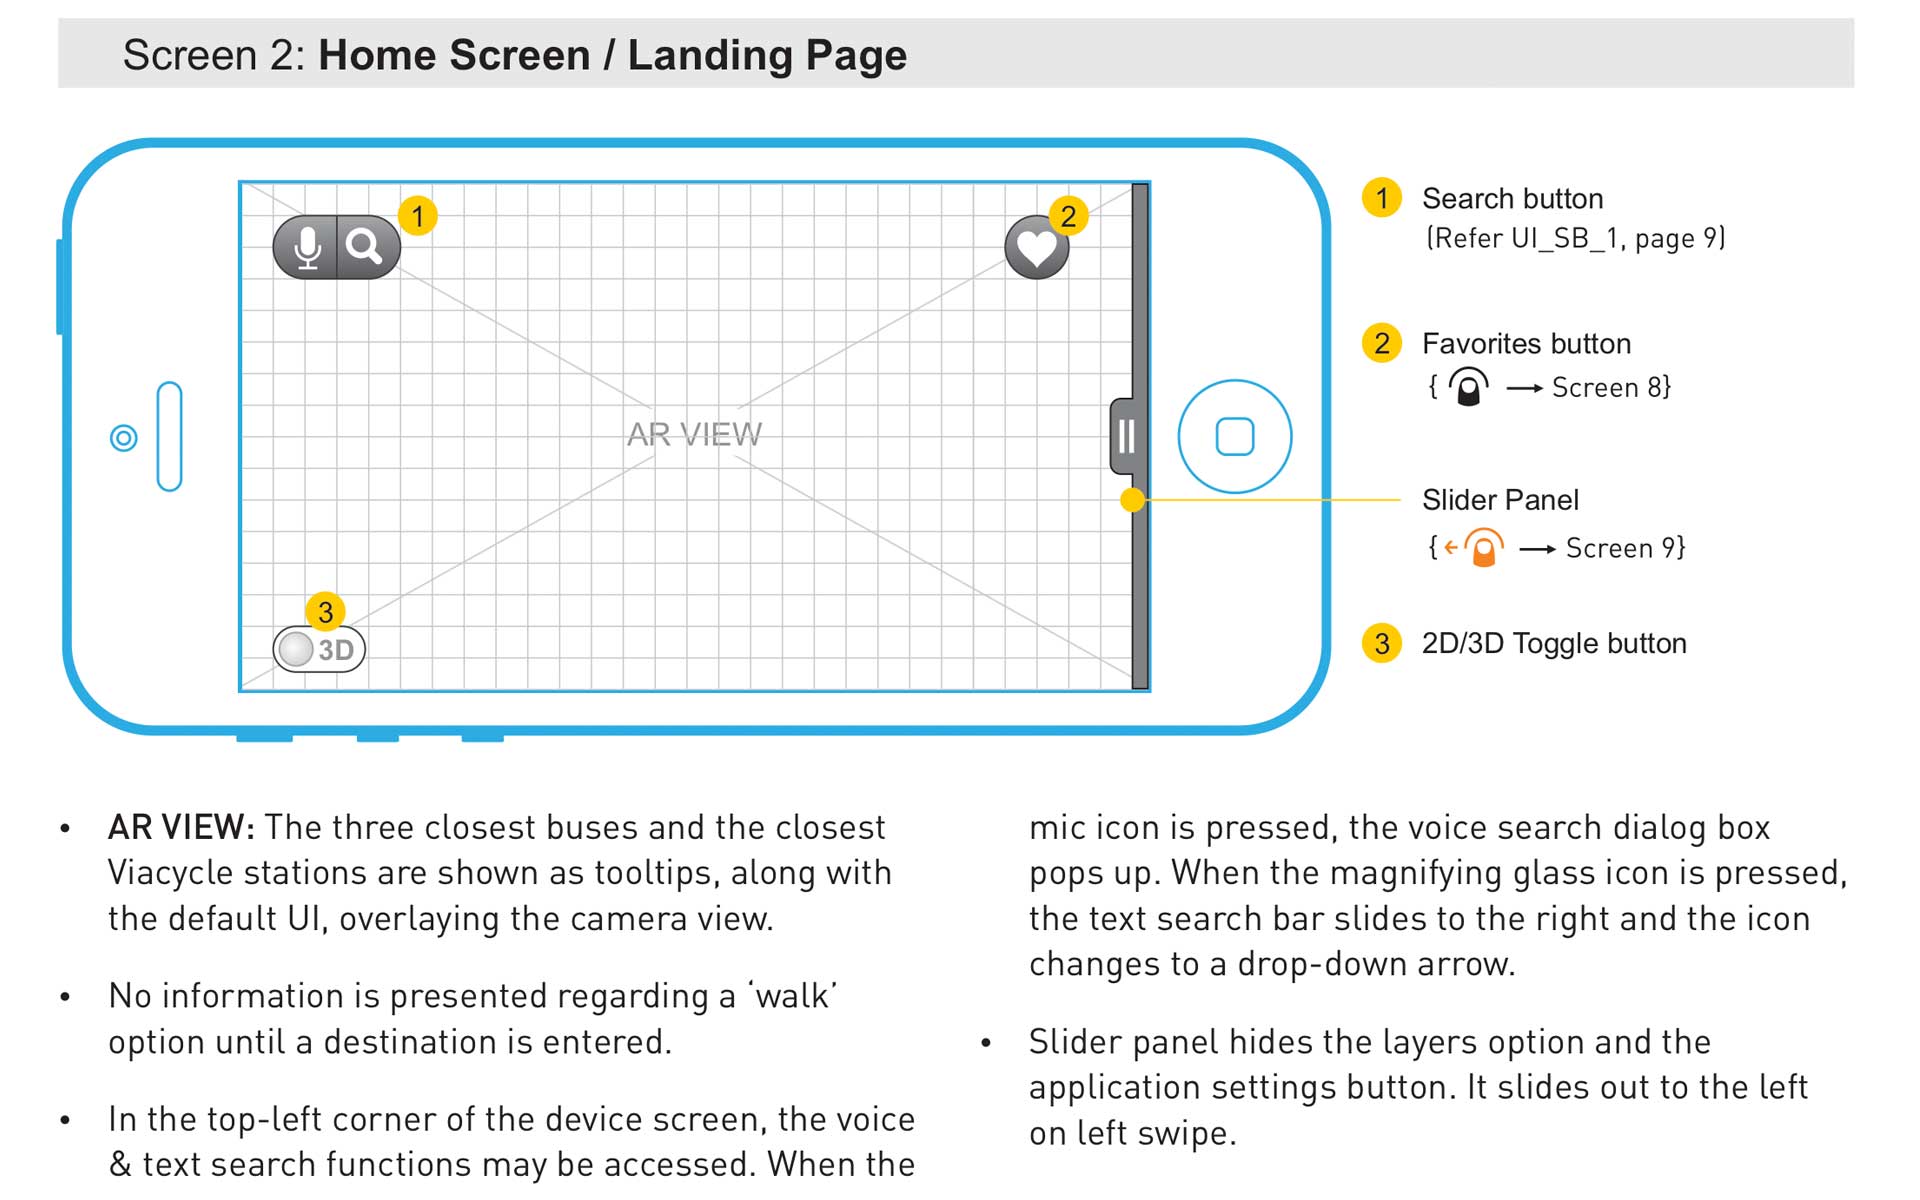 Screen 2: Home Screen / Landing Page
1
2
AR VIEW
3
3D
1 Search button
(Refer UI_SB_1, page 9)
2 Favorites button
{ → Screen 8}
Slider Panel
{← → Screen 9}
3 2D/3D Toggle button
• AR VIEW: The three closest buses and the closest
Viacycle stations are shown as tooltips, along with
the default UI, overlaying the camera view.
• No information is presented regarding a ‘walk’
option until a destination is entered.
• In the top-left corner of the device screen, the voice
& text search functions may be accessed. When the
mic icon is pressed, the voice search dialog box
pops up. When the magnifying glass icon is pressed,
the text search bar slides to the right and the icon
changes to a drop-down arrow.
• Slider panel hides the layers option and the
application settings button. It slides out to the left
on left swipe.